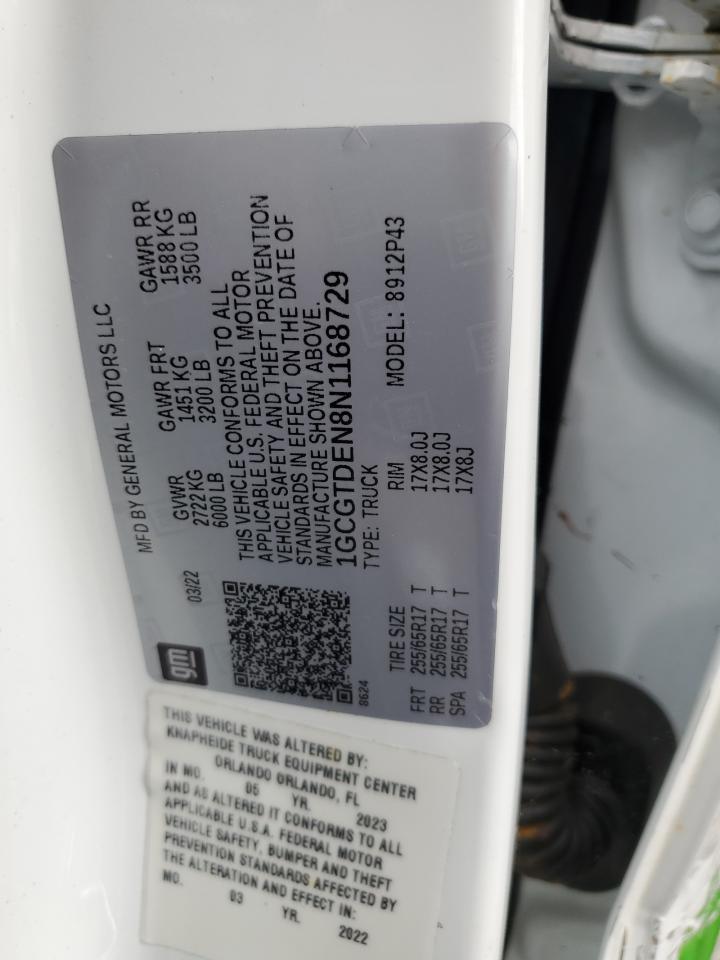 gm
MFD BY GENERAL MOTORS LLC
03/22
GVWR GAWR FRT GAWR RR
2722 KG 1451 KG 1588 KG
6000 LB 3200 LB 3500 LB
THIS VEHICLE CONFORMS TO ALL
APPLICABLE U.S. FEDERAL MOTOR
VEHICLE SAFETY AND THEFT PREVENTION
STANDARDS IN EFFECT ON THE DATE OF
MANUFACTURE SHOWN ABOVE.
1GCGTDEN8N1168729
8624
TYPE: TRUCK MODEL: 8912P43
TIRE SIZE RIM
FRT 255/65R17 T 17X8.0J
RR 255/65R17 T 17X8.0J
SPA 255/65R17 T 17X8J
THIS VEHICLE WAS ALTERED BY:
KNAPHEIDE TRUCK EQUIPMENT CENTER
ORLANDO ORLANDO, FL
IN MO. 05 YR. 2023
AND AS ALTERED IT CONFORMS TO ALL
APPLICABLE U.S.A. FEDERAL MOTOR
VEHICLE SAFETY, BUMPER AND THEFT
PREVENTION STANDARDS AFFECTED BY
THE ALTERATION AND EFFECT IN:
MO. 03 YR. 2022